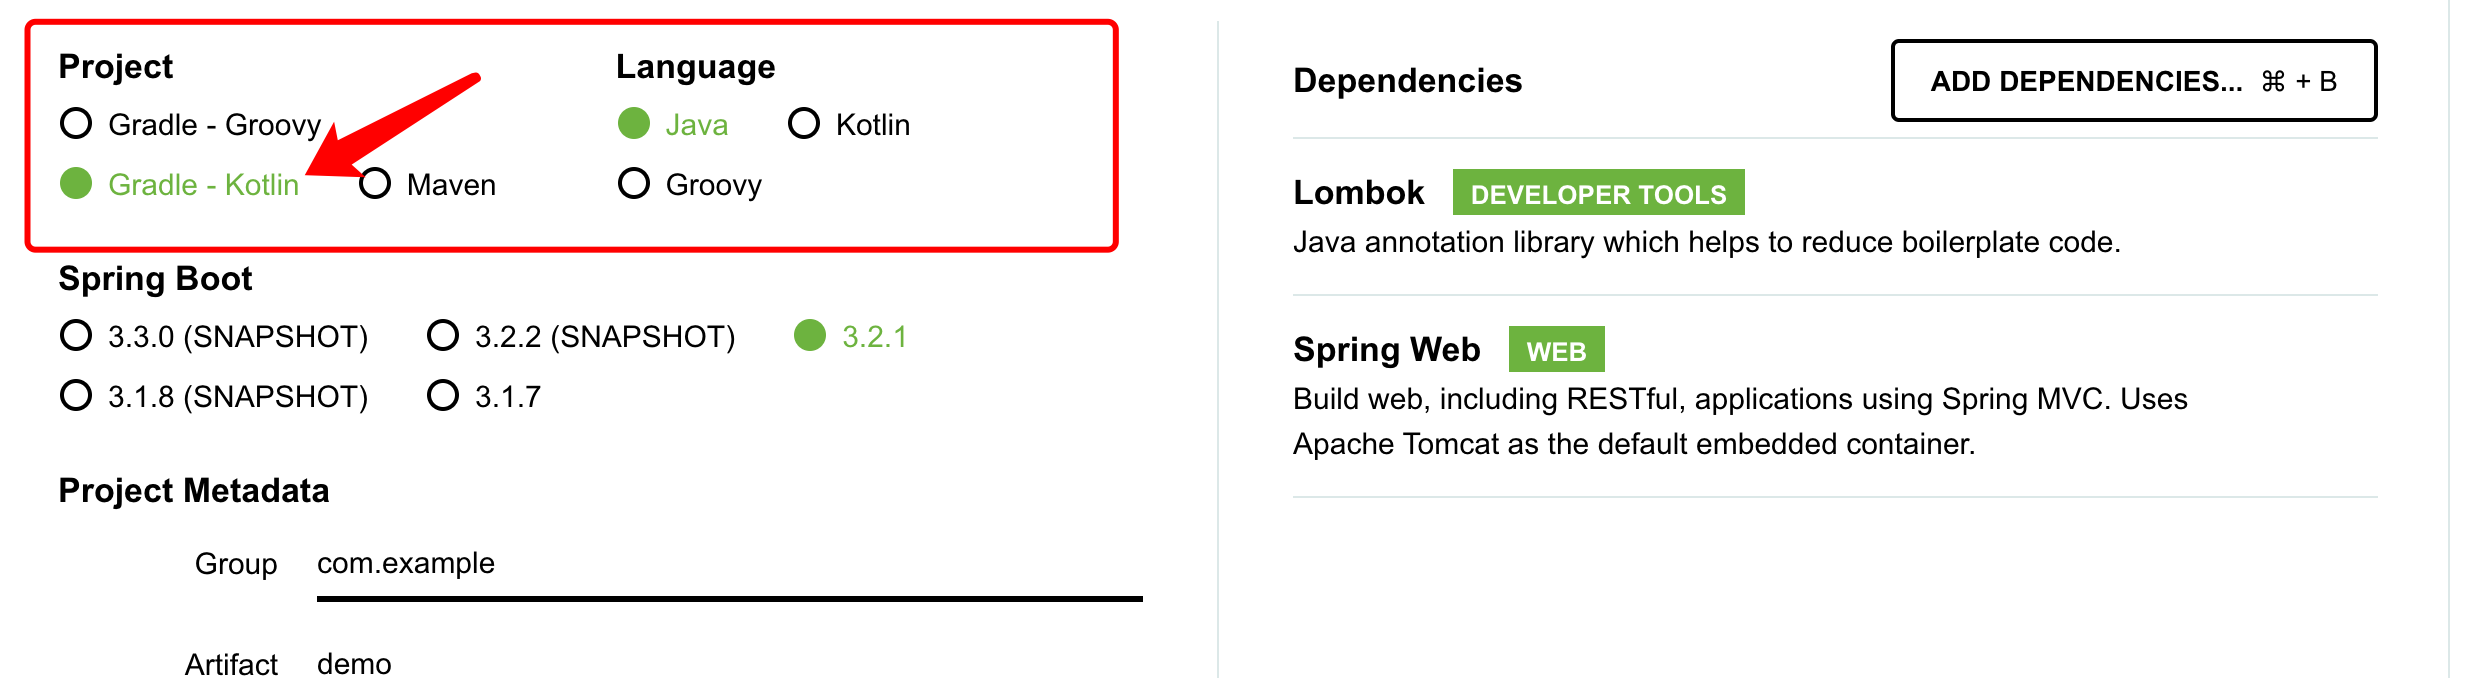 Project
Gradle - Groovy
Gradle - Kotlin
Maven
Language
Java
Kotlin
Groovy
Spring Boot
3.3.0 (SNAPSHOT)
3.2.2 (SNAPSHOT)
3.2.1
3.1.8 (SNAPSHOT)
3.1.7
Project Metadata
Group
com.example
Artifact
demo
Dependencies
ADD DEPENDENCIES... ⌘ + B
Lombok DEVELOPER TOOLS
Java annotation library which helps to reduce boilerplate code.
Spring Web WEB
Build web, including RESTful, applications using Spring MVC. Uses
Apache Tomcat as the default embedded container.